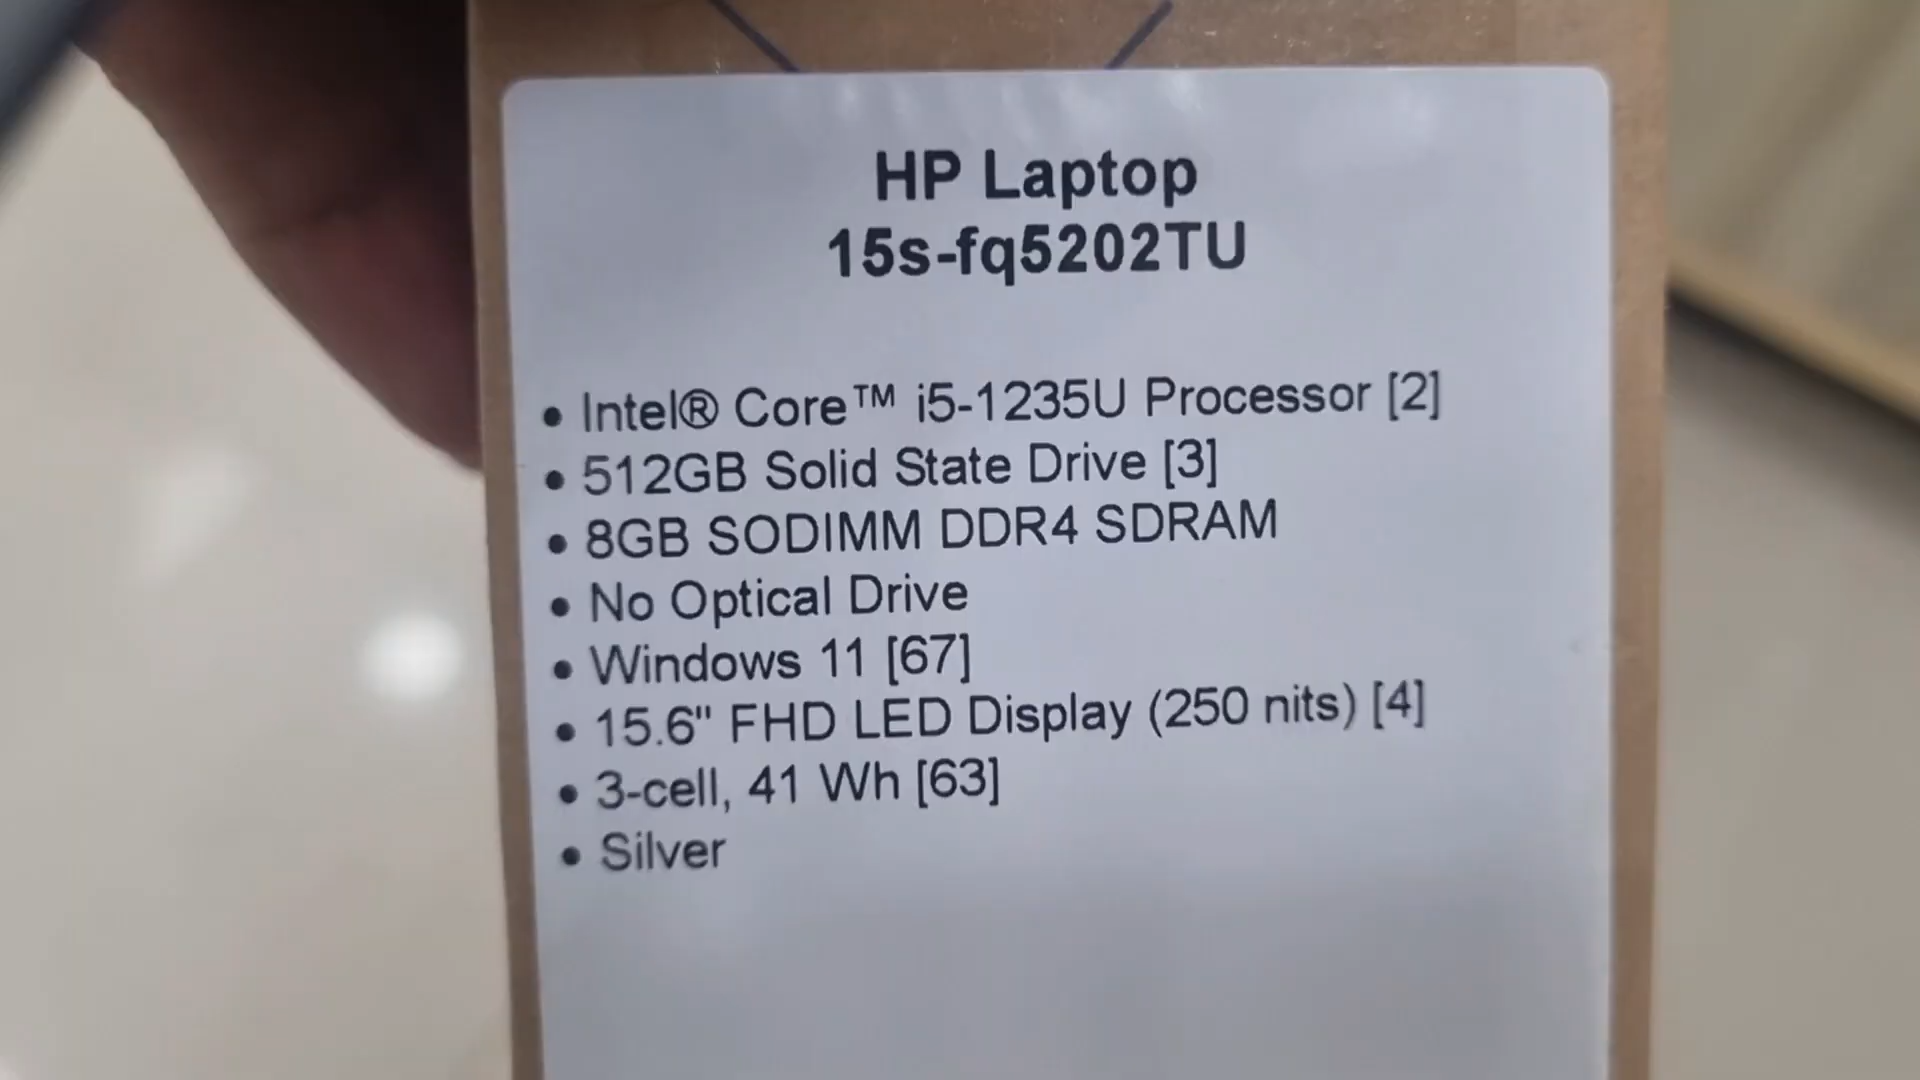 HP Laptop
15s-fq5202TU
• Intel® Core™ i5-1235U Processor [2]
• 512GB Solid State Drive [3]
• 8GB SODIMM DDR4 SDRAM
• No Optical Drive
• Windows 11 [67]
• 15.6" FHD LED Display (250 nits) [4]
• 3-cell, 41 Wh [63]
• Silver